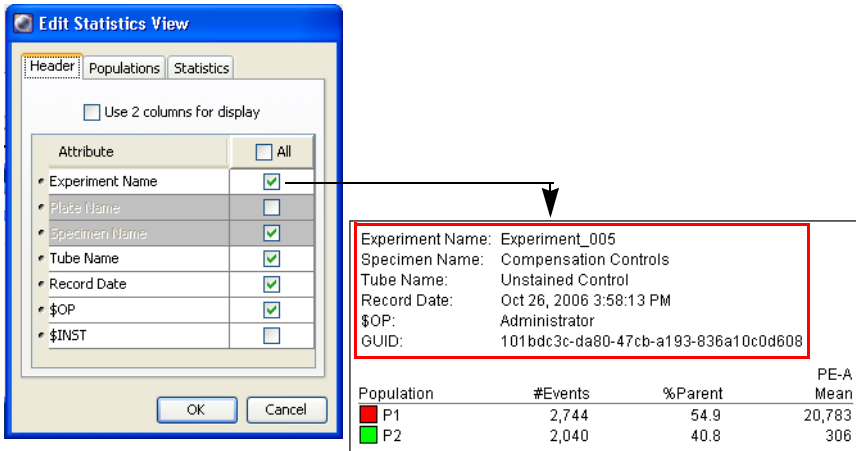 Edit Statistics View
Header Populations Statistics
Use 2 columns for display
Attribute All
Experiment Name
Plate Name
Specimen Name
Tube Name
Record Date
$OP
$INST
OK Cancel
Experiment Name: Experiment_005
Specimen Name: Compensation Controls
Tube Name: Unstained Control
Record Date: Oct 26, 2006 3:58:13 PM
$OP: Administrator
GUID: 101bdc3c-da80-47cb-a193-836a10c0d608
PE-A
Population #Events %Parent Mean
P1 2,744 54.9 20,783
P2 2,040 40.8 306